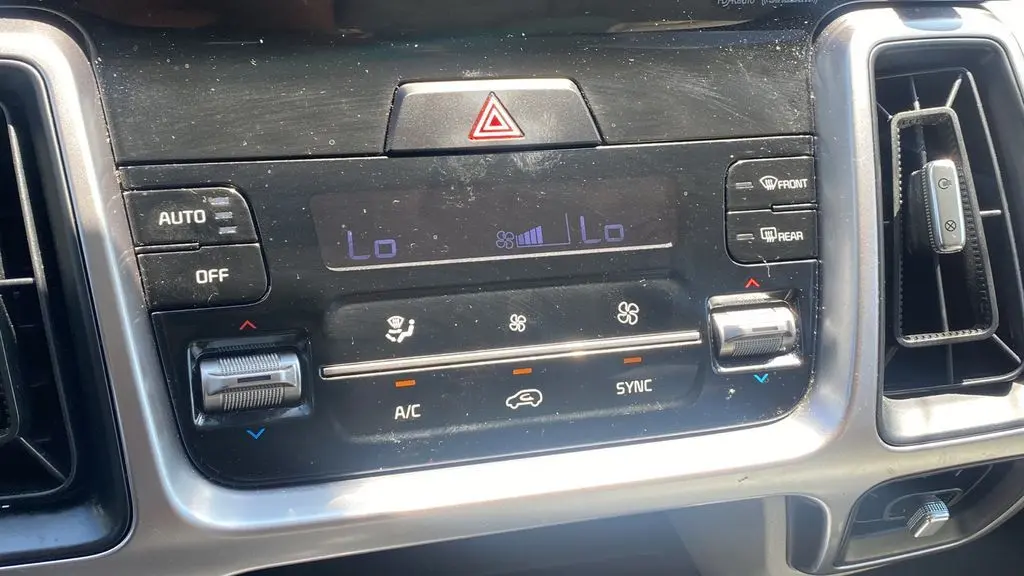 AUTO
OFF
Lo Lo
FRONT
REAR
A/C
SYNC